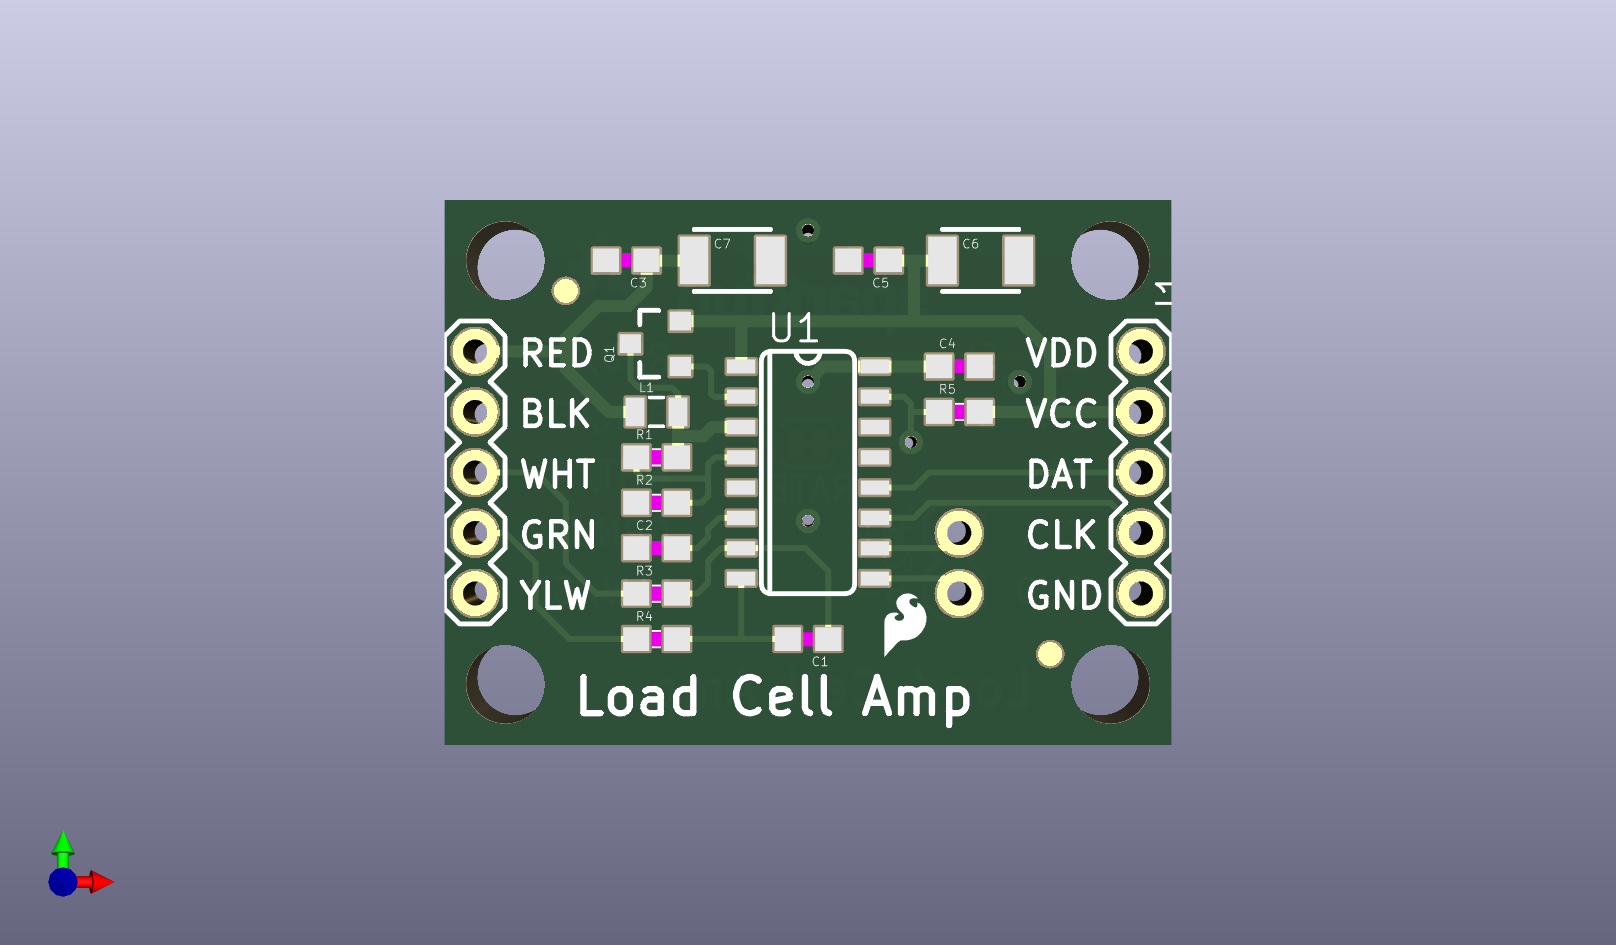 C7
C6
C3
C5
U1
Q1
C4
RED
VDD
L1
R5
BLK
VCC
R1
WHT
DAT
R2
GRN
C2
CLK
R3
YLW
GND
R4
C1
Load Cell Amp